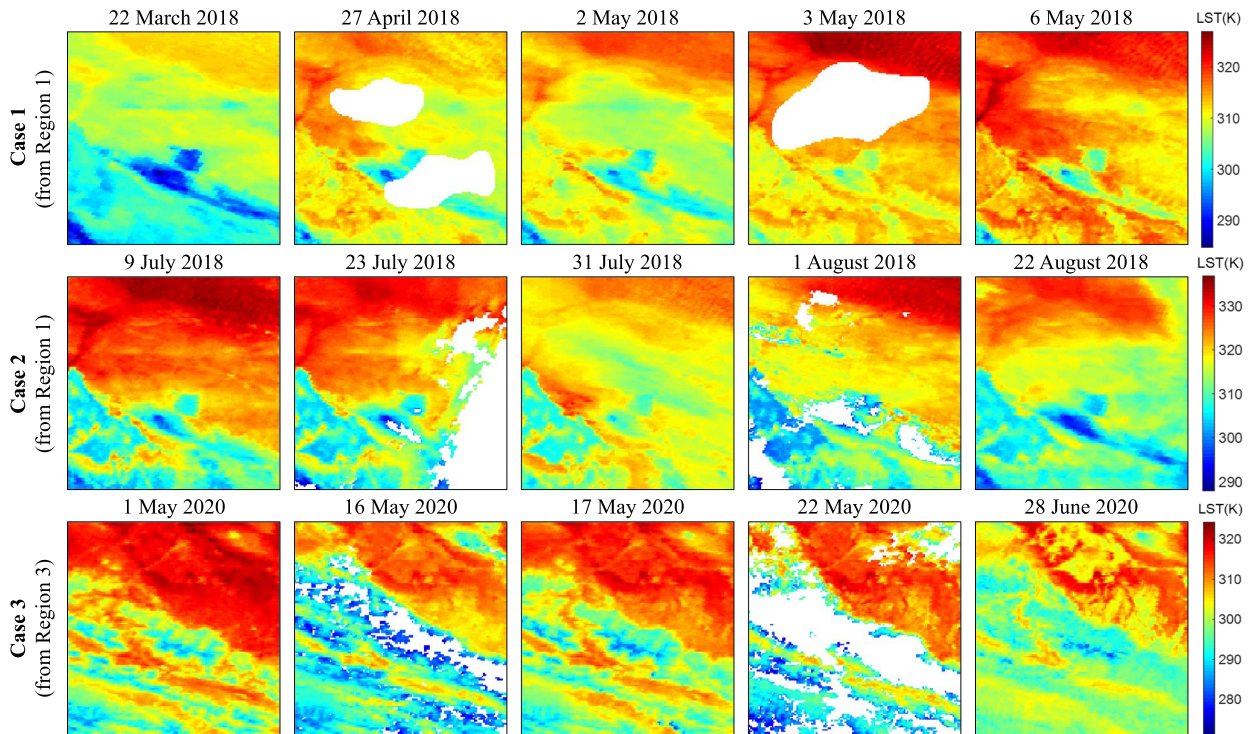 22 March 2018
27 April 2018
2 May 2018
3 May 2018
6 May 2018
LST(K)
Case 1
(from Region 1)
320
310
300
290
9 July 2018
23 July 2018
31 July 2018
1 August 2018
22 August 2018
LST(K)
Case 2
(from Region 1)
330
320
310
300
290
1 May 2020
16 May 2020
17 May 2020
22 May 2020
28 June 2020
LST(K)
Case 3
(from Region 3)
320
310
300
290
280
270